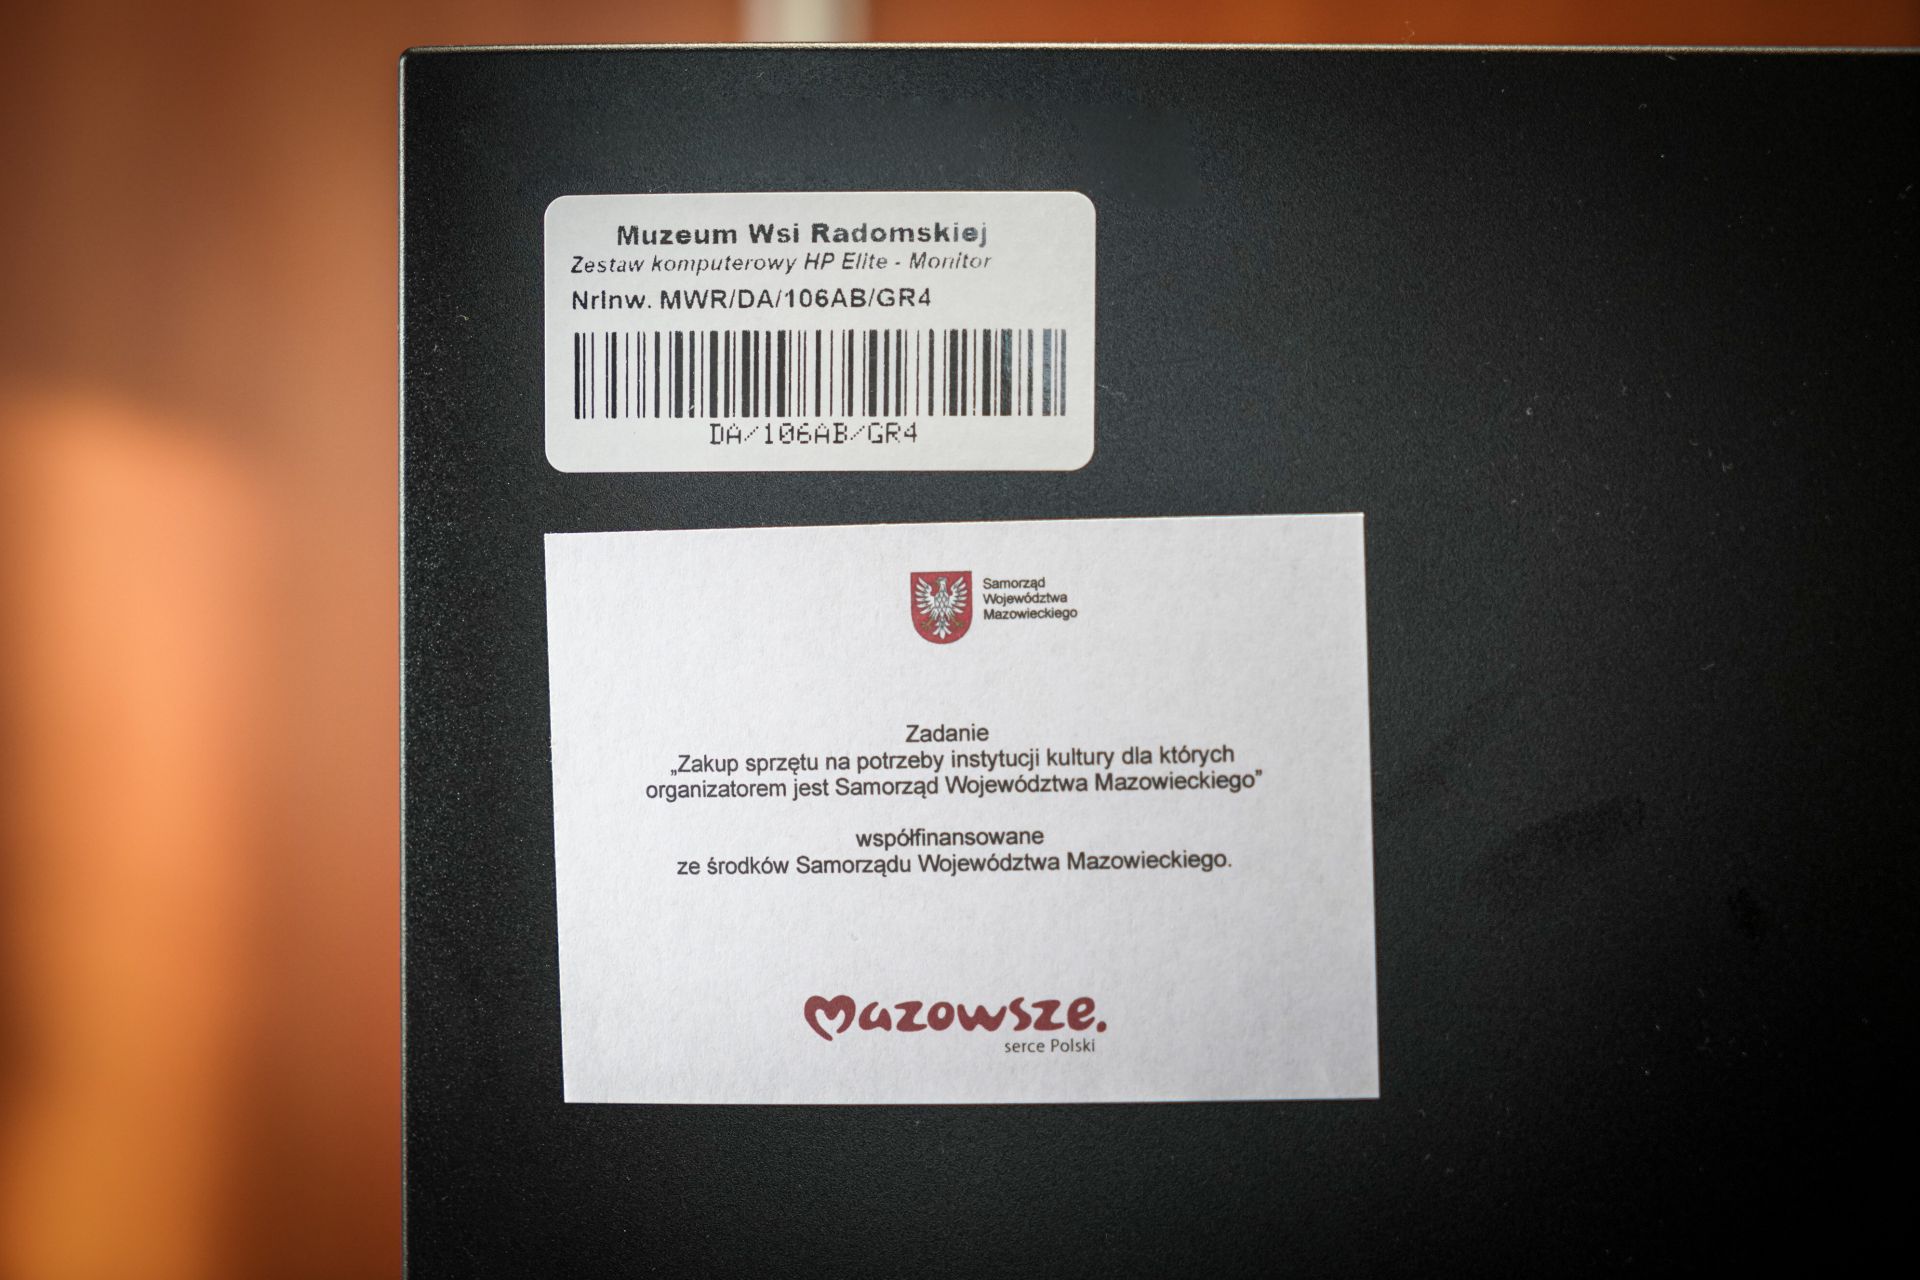 Muzeum Wsi Radomskiej
Zestaw komputerowy HP Elite - Monitor
NrInw. MWR/DA/106AB/GR4
DA/106AB/GR4
Samorząd
Województwa
Mazowieckiego
Zadanie
„Zakup sprzętu na potrzeby instytucji kultury dla których
organizatorem jest Samorząd Województwa Mazowieckiego”
współfinansowane
ze środków Samorządu Województwa Mazowieckiego.
mazowsze.
serce Polski